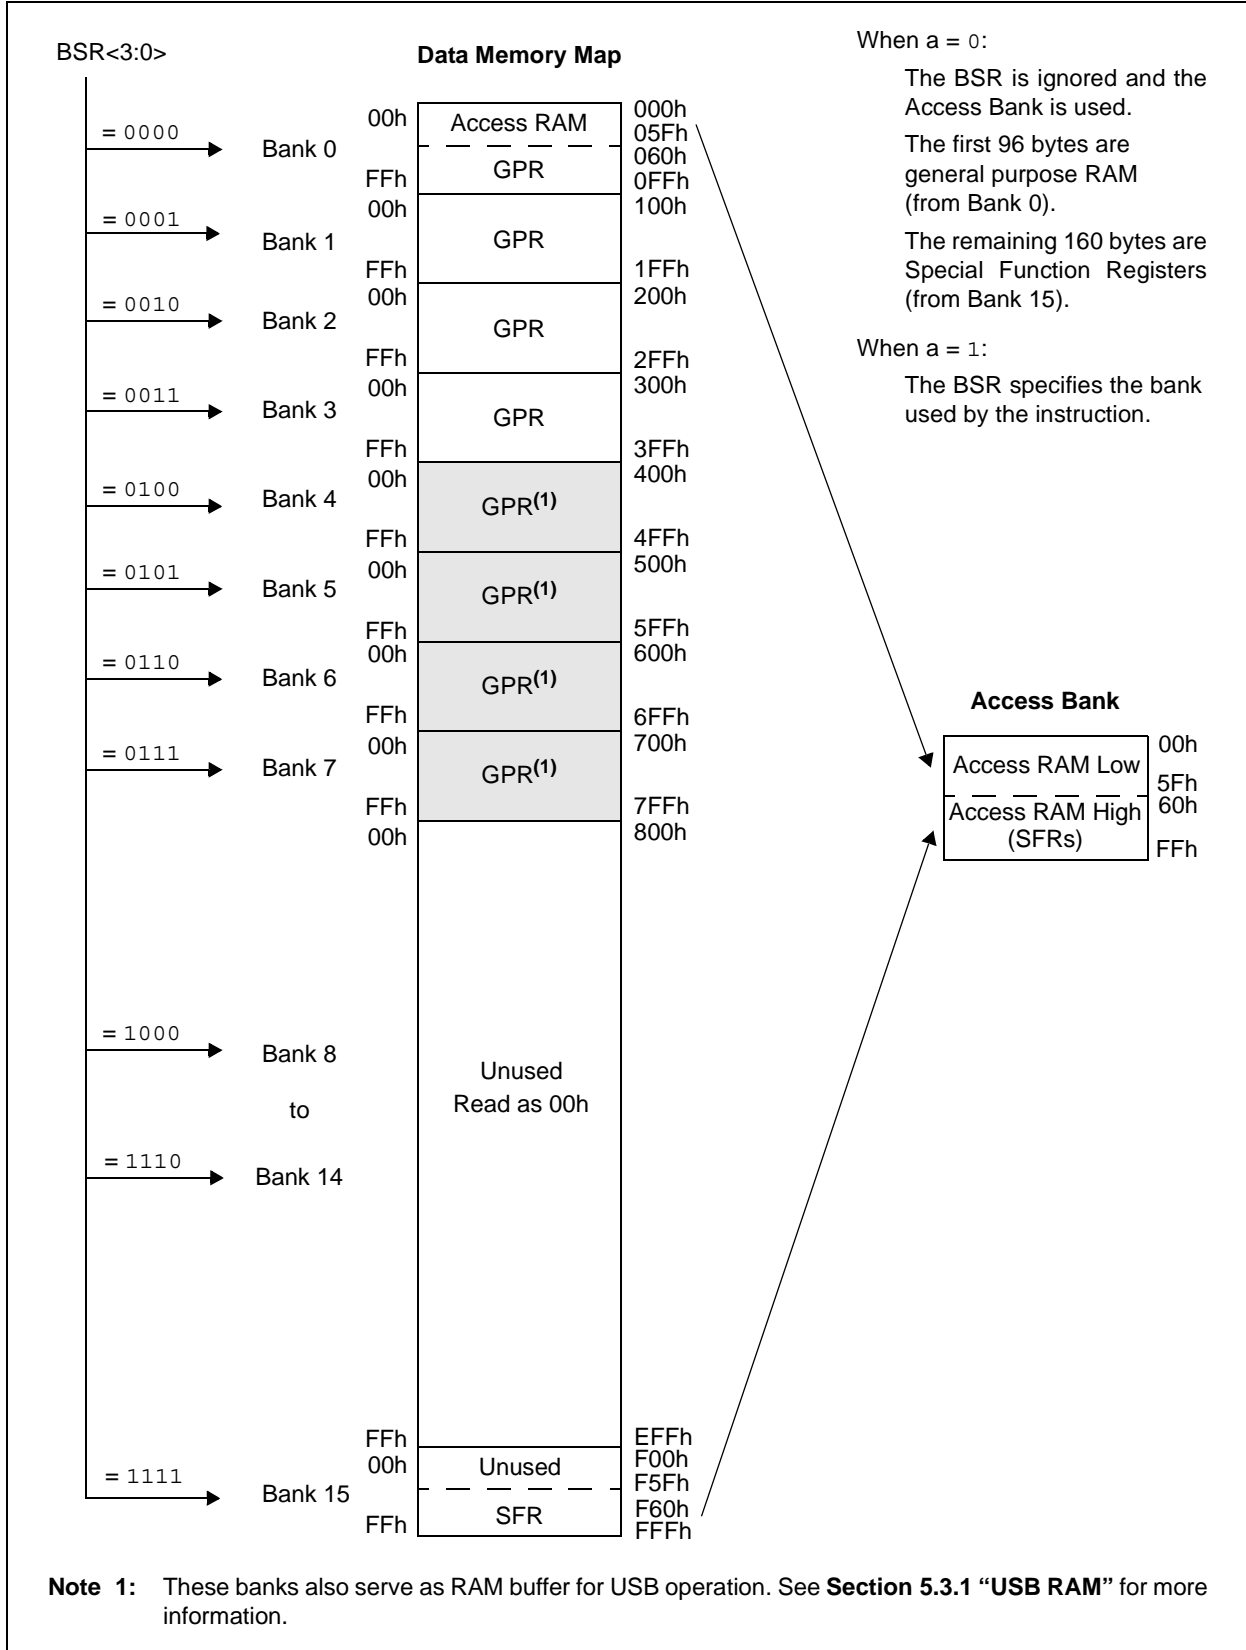 BSR<3:0>
Data Memory Map
When a = 0:
The BSR is ignored and the
Access Bank is used.
The first 96 bytes are
general purpose RAM
(from Bank 0).
The remaining 160 bytes are
Special Function Registers
(from Bank 15).
When a = 1:
The BSR specifies the bank
used by the instruction.
= 0000
Bank 0
00h
Access RAM
000h
05Fh
GPR
060h
FFh
0FFh
= 0001
Bank 1
00h
100h
GPR
FFh
1FFh
= 0010
Bank 2
00h
200h
GPR
FFh
2FFh
= 0011
Bank 3
00h
300h
GPR
FFh
3FFh
= 0100
Bank 4
00h
400h
GPR(1)
FFh
4FFh
= 0101
Bank 5
00h
500h
GPR(1)
FFh
5FFh
= 0110
Bank 6
00h
600h
GPR(1)
FFh
6FFh
= 0111
Bank 7
00h
700h
GPR(1)
FFh
7FFh
00h
800h
= 1000
Bank 8
to
= 1110
Bank 14
Unused
Read as 00h
FFh
EFFh
= 1111
Bank 15
00h
F00h
Unused
F5Fh
SFR
F60h
FFh
FFFh
Access Bank
Access RAM Low
00h
5Fh
Access RAM High
(SFRs)
60h
FFh
Note 1: These banks also serve as RAM buffer for USB operation. See Section 5.3.1 “USB RAM” for more
information.